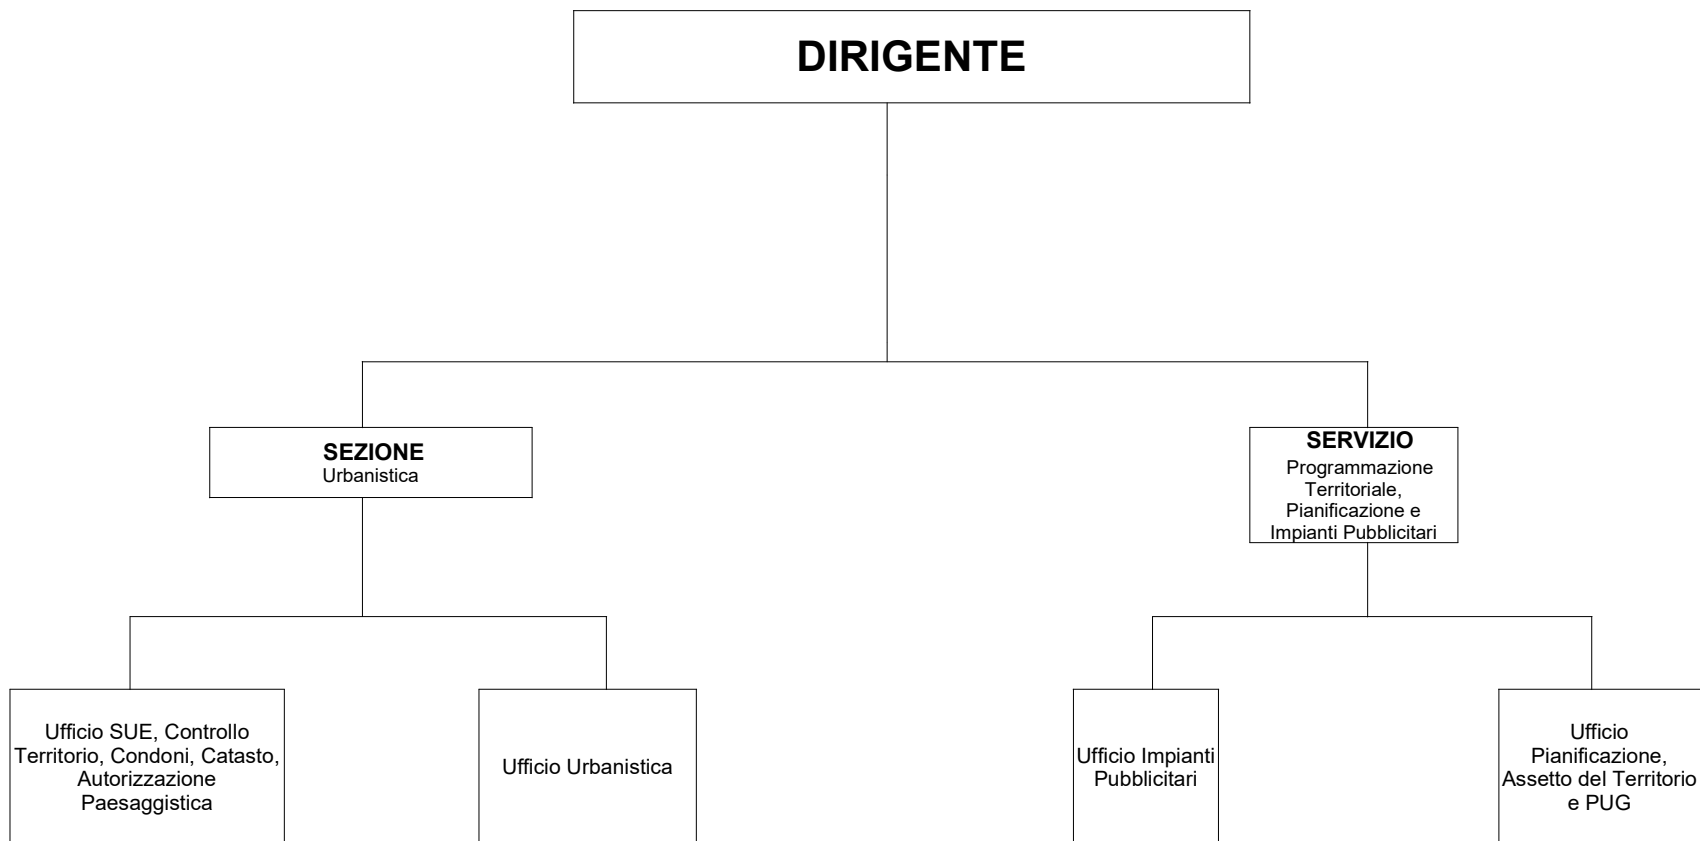 DIRIGENTE
SEZIONE
Urbanistica
SERVIZIO
Programmazione
Territoriale,
Pianificazione e
Impianti Pubblicitari
Ufficio SUE, Controllo
Territorio, Condoni, Catasto,
Autorizzazione
Paesaggistica
Ufficio Urbanistica
Ufficio Impianti
Pubblicitari
Ufficio
Pianificazione,
Assetto del Territorio
e PUG